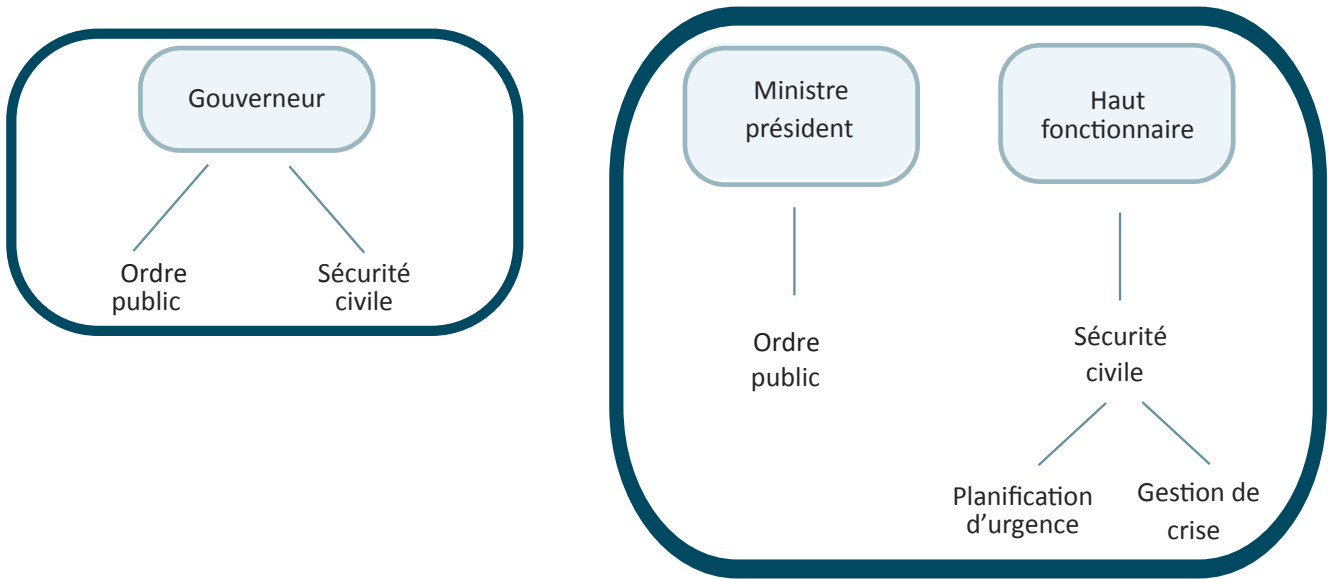 Gouverneur
Ordre
public
Sécurité
civile
Ministre
président
Haut
fonctionnaire
Ordre
public
Sécurité
civile
Planification
d’urgence
Gestion de
crise